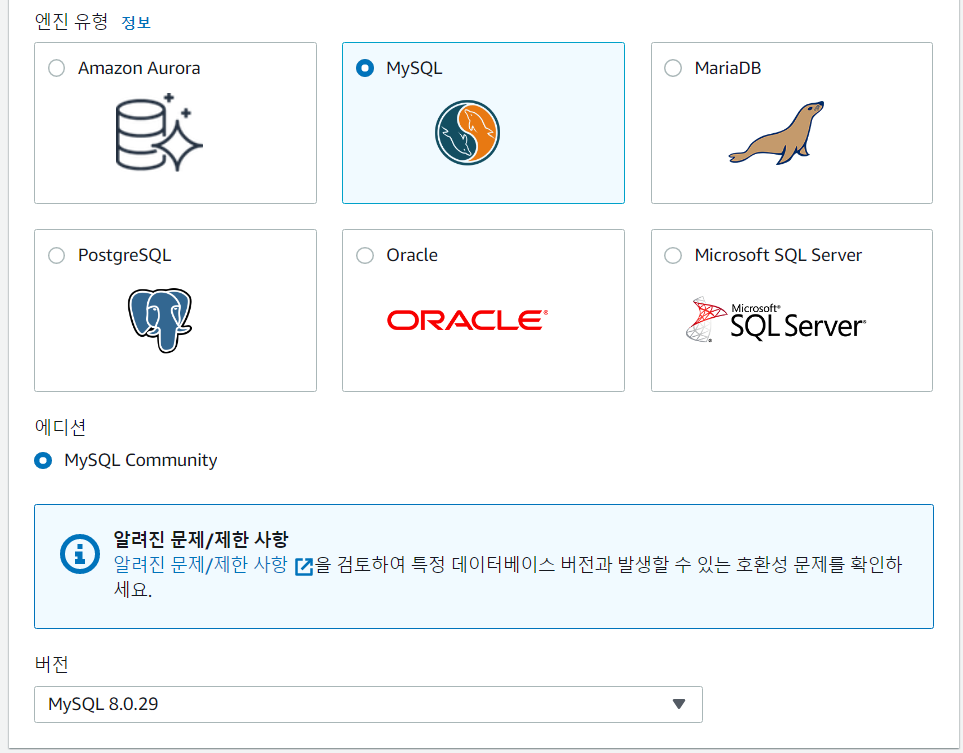 엔진 유형 정보
Amazon Aurora
MySQL
MariaDB
PostgreSQL
Oracle
Microsoft SQL Server
ORACLE®
Microsoft®
SQL Server®
에디션
MySQL Community
알려진 문제/제한 사항
알려진 문제/제한 사항 을 검토하여 특정 데이터베이스 버전과 발생할 수 있는 호환성 문제를 확인하
세요.
버전
MySQL 8.0.29